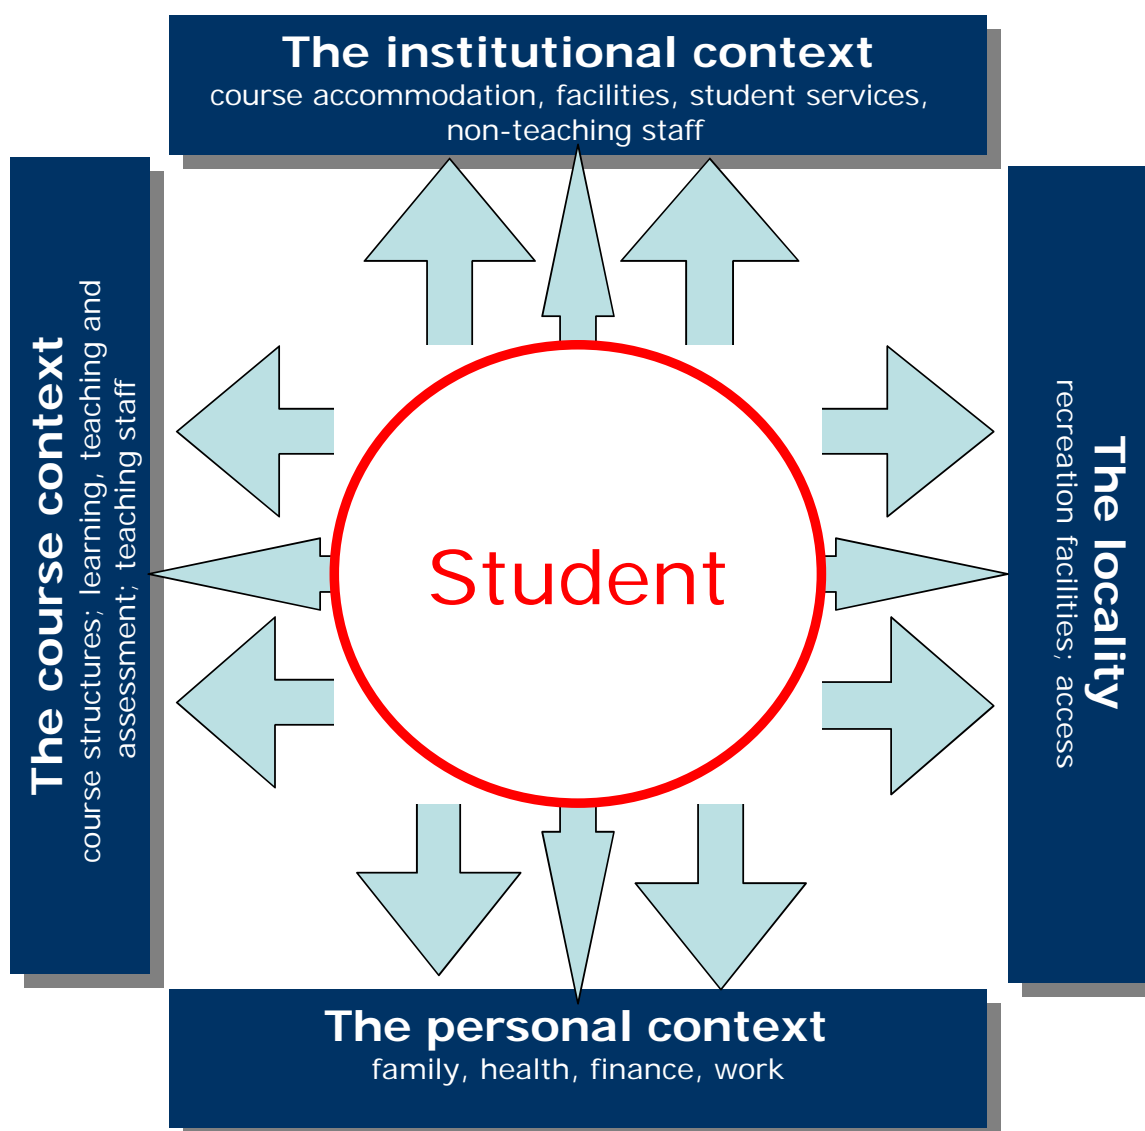 The institutional context
course accommodation, facilities, student services,
non-teaching staff
The course context
course structures; learning, teaching and
assessment; teaching staff
Student
The locality
recreation facilities; access
The personal context
family, health, finance, work